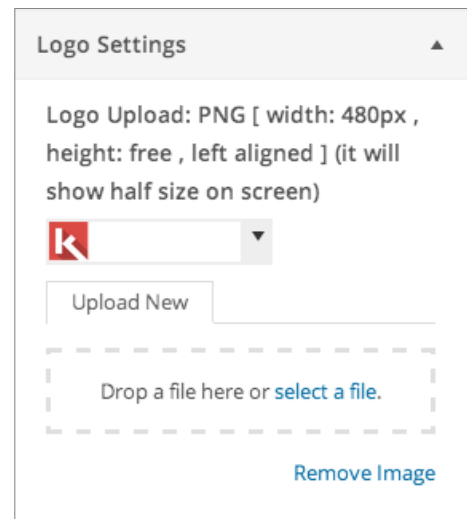 Logo Settings
Logo Upload: PNG [ width: 480px ,
height: free , left aligned ] (it will
show half size on screen)
k
Upload New
Drop a file here or select a file.
Remove Image